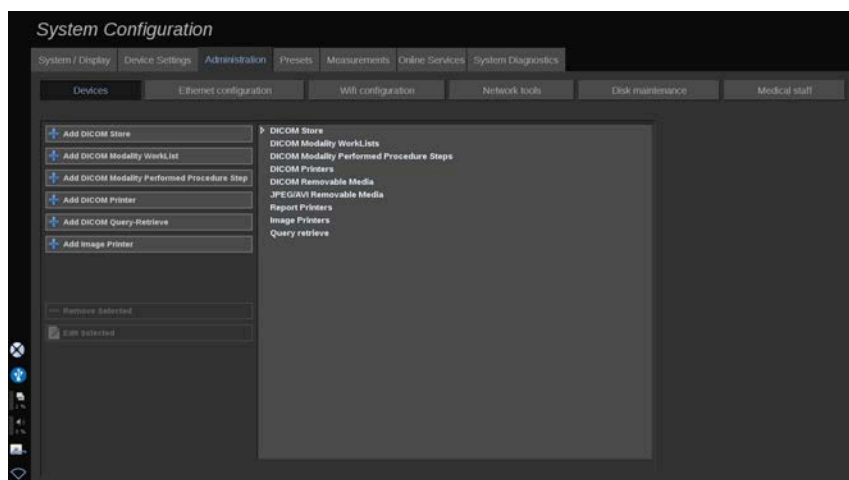 System Configuration
System / Display Device Settings Administration Presets Measurements Online Services System Diagnostics
Devices Ethernet configuration Wifi configuration Network tools Disk maintenance Medical staff
Add DICOM Store
Add DICOM Modality WorkList
Add DICOM Modality Performed Procedure Step
Add DICOM Printer
Add DICOM Query-Retrieve
Add Image Printer
Remove Selected
Edit Selected
DICOM Store
DICOM Modality WorkLists
DICOM Modality Performed Procedure Steps
DICOM Printers
DICOM Removable Media
JPEG/AVI Removable Media
Report Printers
Image Printers
Query retrieve